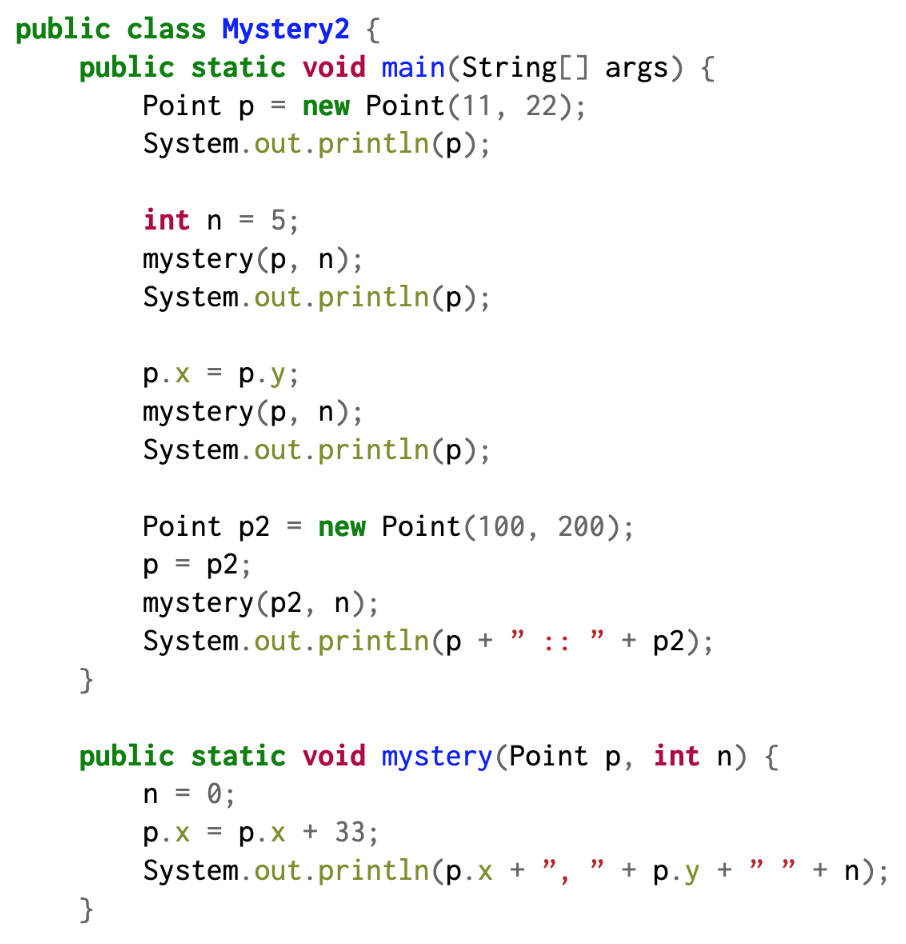 public class Mystery2 {
    public static void main(String[] args) {
        Point p = new Point(11, 22);
        System.out.println(p);

        int n = 5;
        mystery(p, n);
        System.out.println(p);

        p.x = p.y;
        mystery(p, n);
        System.out.println(p);

        Point p2 = new Point(100, 200);
        p = p2;
        mystery(p2, n);
        System.out.println(p + ” :: ” + p2);
    }

    public static void mystery(Point p, int n) {
        n = 0;
        p.x = p.x + 33;
        System.out.println(p.x + ”, ” + p.y + ” ” + n);
    }